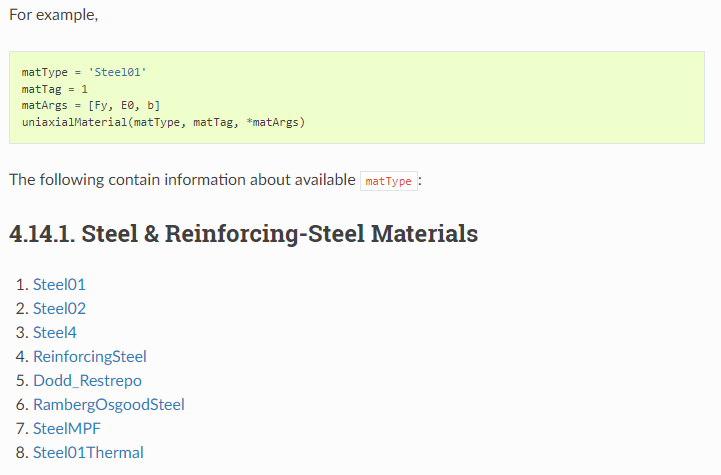 For example,
matType = 'Steel01'
matTag = 1
matArgs = [Fy, E0, b]
uniaxialMaterial(matType, matTag, *matArgs)
The following contain information about available matType:
4.14.1. Steel & Reinforcing-Steel Materials
1. Steel01
2. Steel02
3. Steel4
4. ReinforcingSteel
5. Dodd_Restrepo
6. RambergOsgoodSteel
7. SteelMPF
8. Steel01Thermal